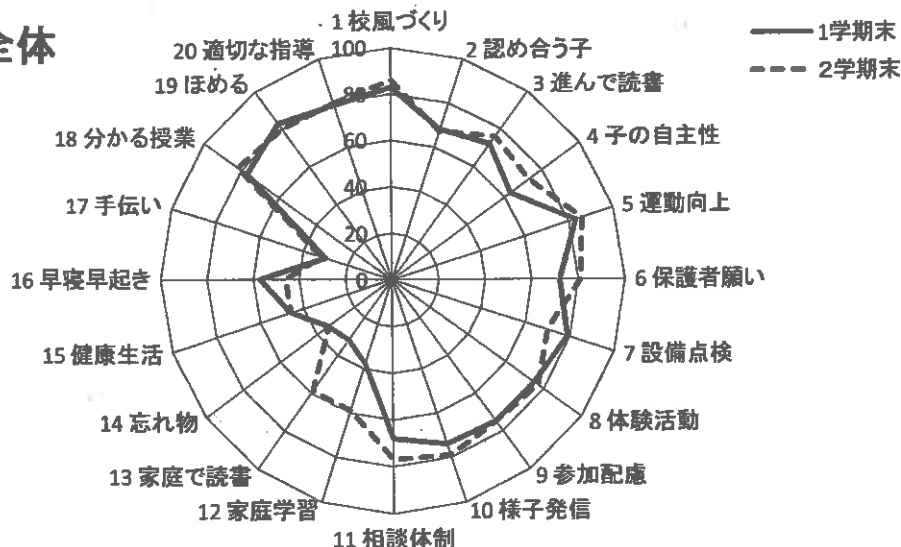 全体
1学期末
2学期末
1 校風づくり
2 認め合う子
3 進んで読書
4 子の自主性
5 運動向上
6 保護者願い
7 設備点検
8 体験活動
9 参加配慮
10 様子発信
11 相談体制
12 家庭学習
13 家庭で読書
14 忘れ物
15 健康生活
16 早寝早起き
17 手伝い
18 分かる授業
19 ほめる
20 適切な指導
100
80
60
40
20
0